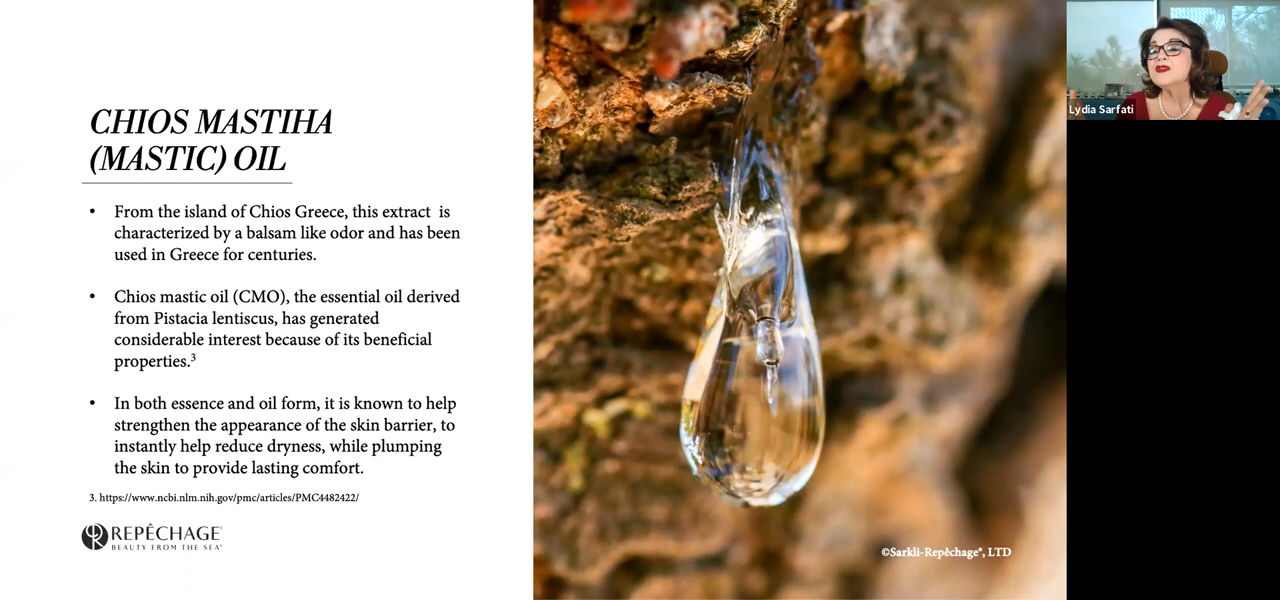 CHIOS MASTIHA
(MASTIC) OIL
• From the island of Chios Greece, this extract is
characterized by a balsam like odor and has been
used in Greece for centuries.
• Chios mastic oil (CMO), the essential oil derived
from Pistacia lentiscus, has generated
considerable interest because of its beneficial
properties.³
• In both essence and oil form, it is known to help
strengthen the appearance of the skin barrier, to
instantly help reduce dryness, while plumping
the skin to provide lasting comfort.
3. https://www.ncbi.nlm.nih.gov/pmc/articles/PMC4482422/
REPÊCHAGE®
BEAUTY FROM THE SEA®
©Sarkli-Repêchage®, LTD
Lydia Sarfati